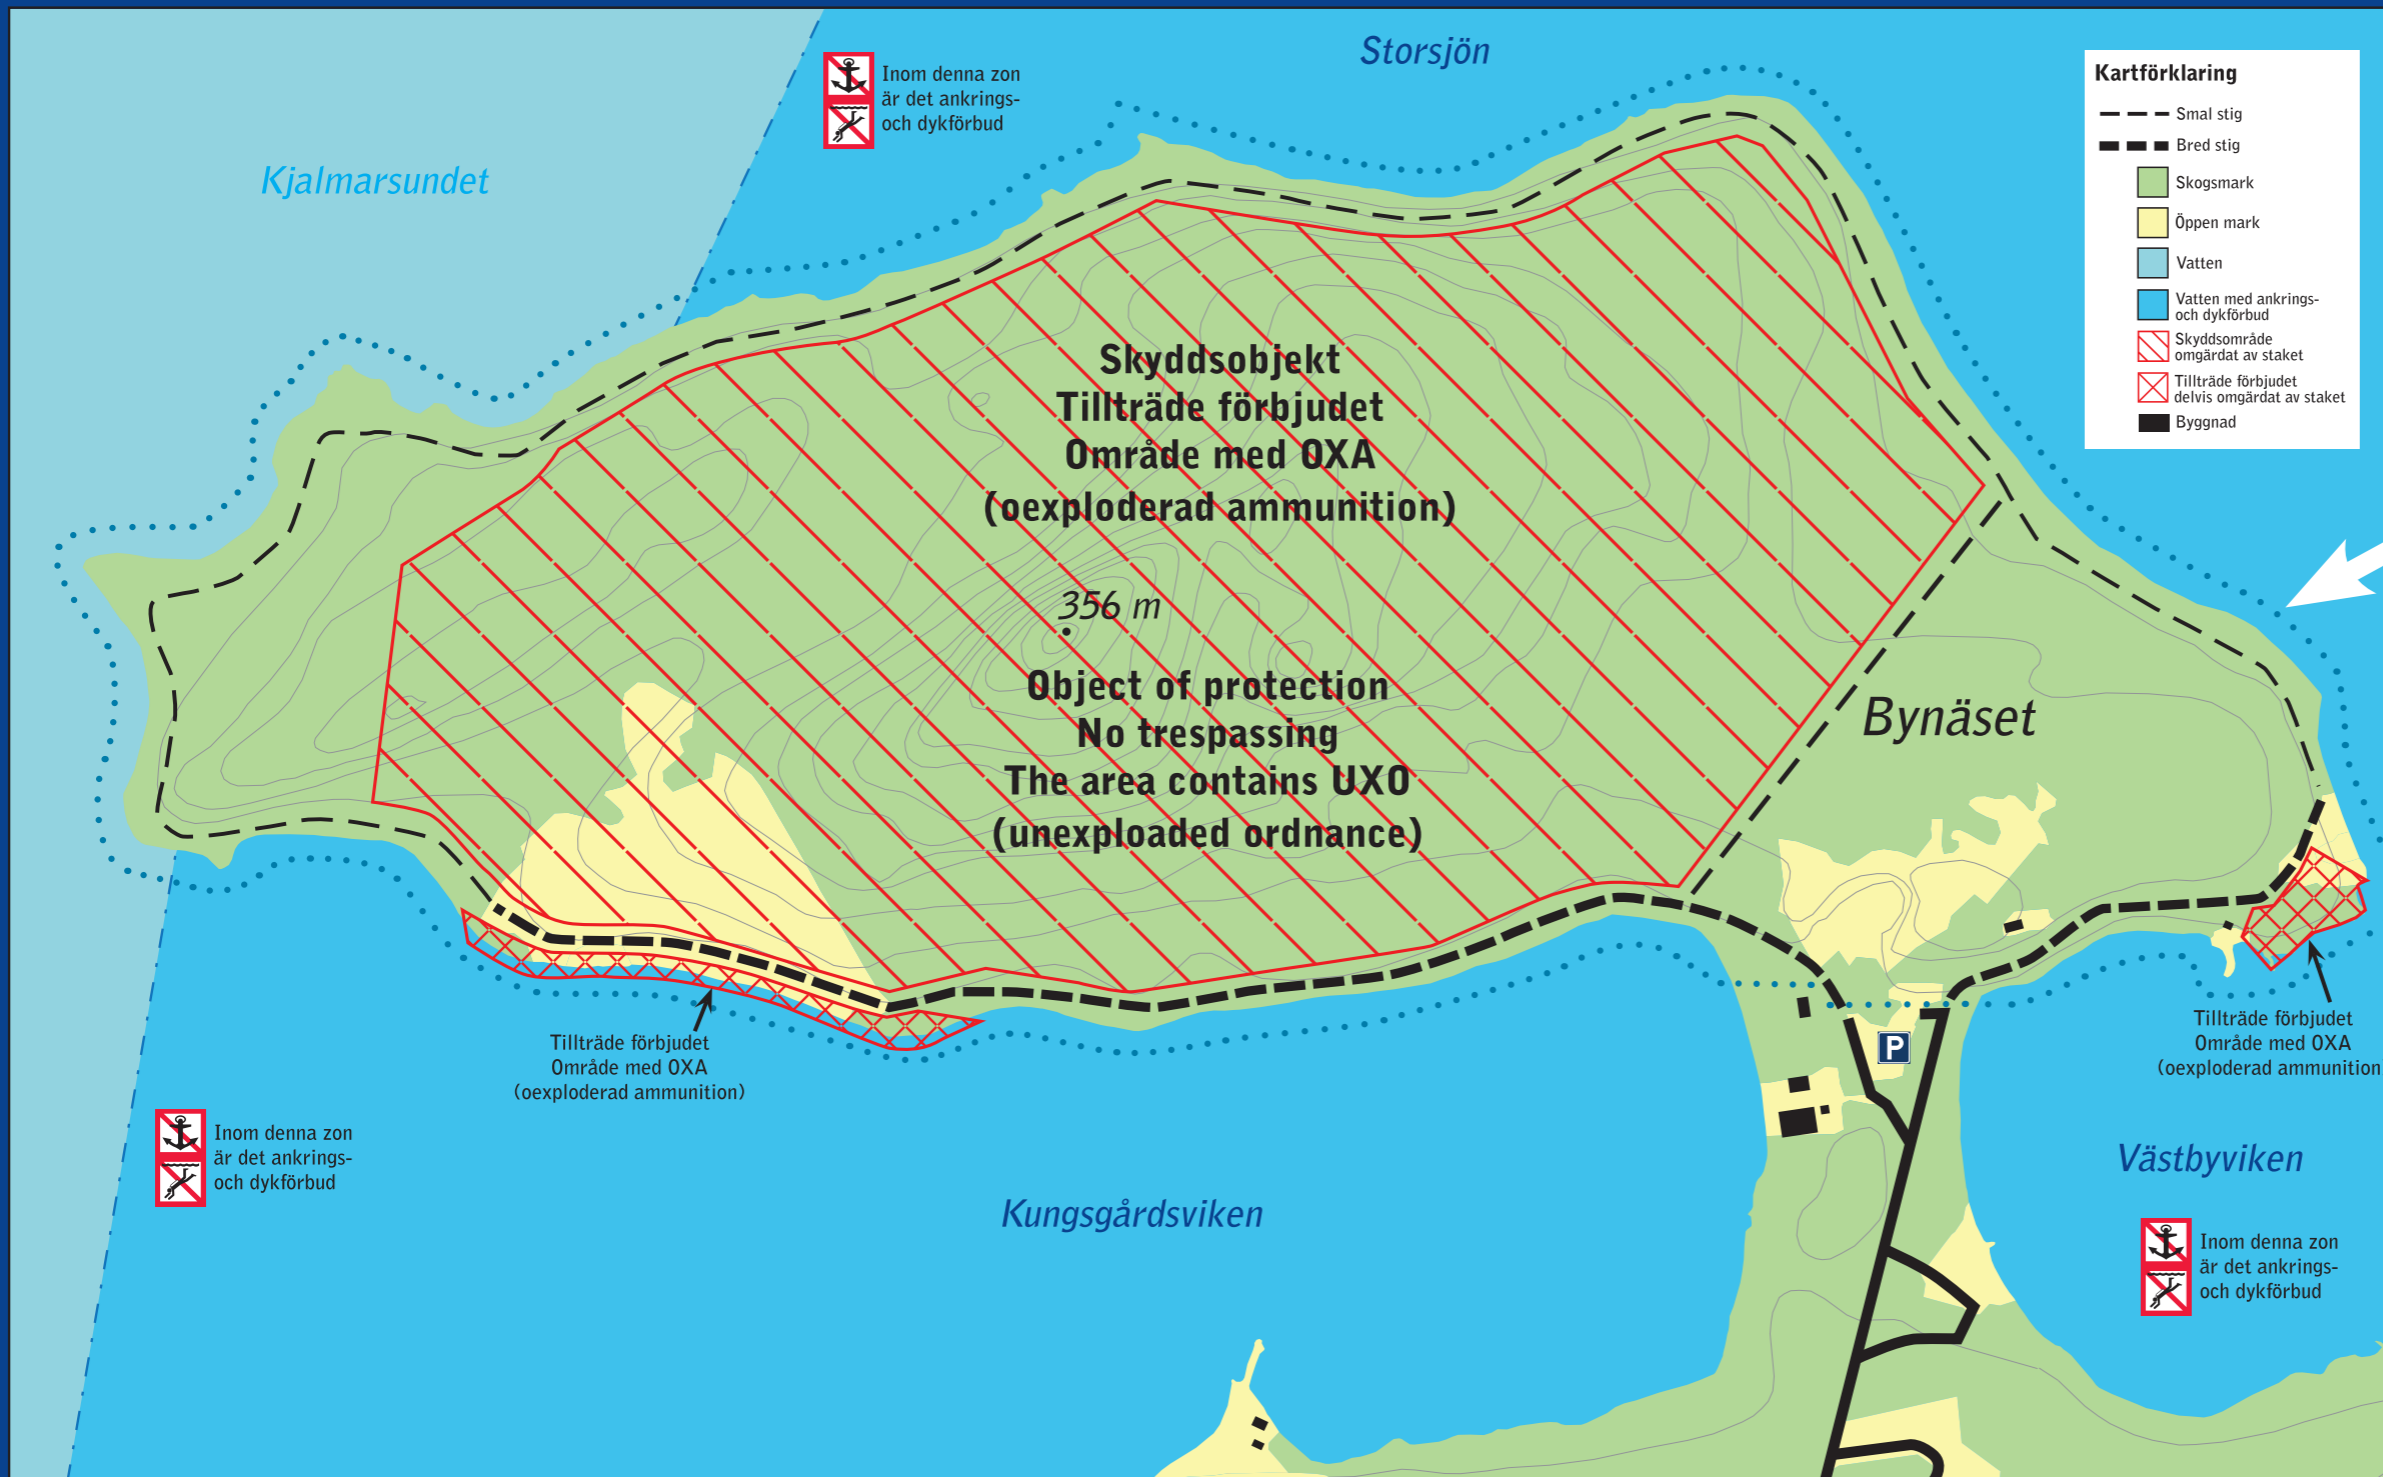 Storsjön
Inom denna zon
är det ankrings-
och dykförbud
Kjalmarsundet
Kartförklaring
Smal stig
Bred stig
Skogsmark
Öppen mark
Vatten
Vatten med ankrings-
och dykförbud
Skyddsområde
omgärdat av staket
Tillträde förbjudet
delvis omgärdat av staket
Byggnad
Skyddsobjekt
Tillträde förbjudet
Område med OXA
(oexploderad ammunition)
356 m
Object of protection
No trespassing
The area contains UXO
(unexploaded ordnance)
Bynäset
Tillträde förbjudet
Område med OXA
(oexploderad ammunition)
Tillträde förbjudet
Område med OXA
(oexploderad ammunition
P
Inom denna zon
är det ankrings-
och dykförbud
Kungsgårdsviken
Västbyviken
Inom denna zon
är det ankrings-
och dykförbud